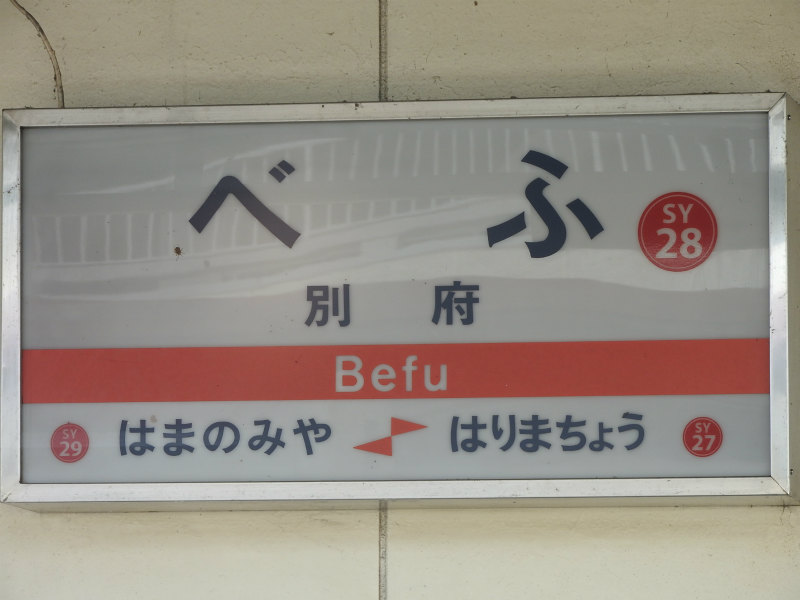 べふ
SY
28
別府
Befu
SY
29
はまのみや
はりまちょう
SY
27